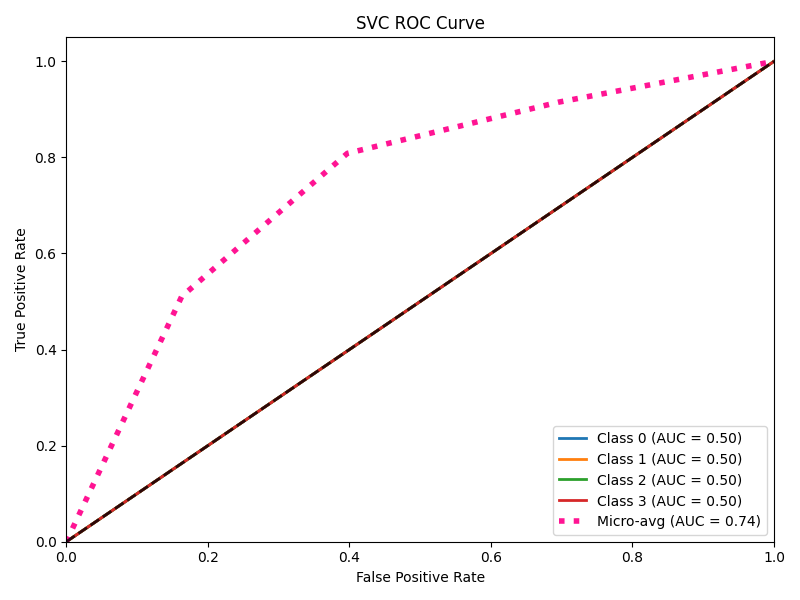 SVC ROC Curve
True Positive Rate
1.0
0.8
0.6
0.4
0.2
0.0
0.0 0.2 0.4 0.6 0.8 1.0
False Positive Rate
Class 0 (AUC = 0.50)
Class 1 (AUC = 0.50)
Class 2 (AUC = 0.50)
Class 3 (AUC = 0.50)
Micro-avg (AUC = 0.74)